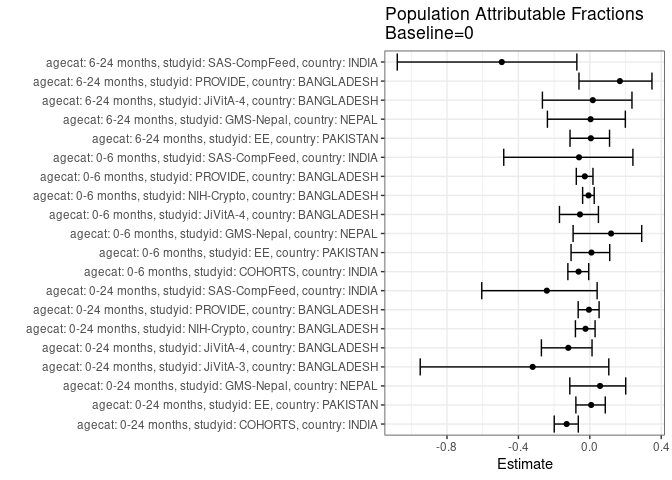 Population Attributable Fractions
Baseline=0
agecat: 6-24 months, studyid: SAS-CompFeed, country: INDIA
agecat: 6-24 months, studyid: PROVIDE, country: BANGLADESH
agecat: 6-24 months, studyid: JiVitA-4, country: BANGLADESH
agecat: 6-24 months, studyid: GMS-Nepal, country: NEPAL
agecat: 6-24 months, studyid: EE, country: PAKISTAN
agecat: 0-6 months, studyid: SAS-CompFeed, country: INDIA
agecat: 0-6 months, studyid: PROVIDE, country: BANGLADESH
agecat: 0-6 months, studyid: NIH-Crypto, country: BANGLADESH
agecat: 0-6 months, studyid: JiVitA-4, country: BANGLADESH
agecat: 0-6 months, studyid: GMS-Nepal, country: NEPAL
agecat: 0-6 months, studyid: EE, country: PAKISTAN
agecat: 0-6 months, studyid: COHORTS, country: INDIA
agecat: 0-24 months, studyid: SAS-CompFeed, country: INDIA
agecat: 0-24 months, studyid: PROVIDE, country: BANGLADESH
agecat: 0-24 months, studyid: NIH-Crypto, country: BANGLADESH
agecat: 0-24 months, studyid: JiVitA-4, country: BANGLADESH
agecat: 0-24 months, studyid: JiVitA-3, country: BANGLADESH
agecat: 0-24 months, studyid: GMS-Nepal, country: NEPAL
agecat: 0-24 months, studyid: EE, country: PAKISTAN
agecat: 0-24 months, studyid: COHORTS, country: INDIA
-0.8 -0.4 0.0 0.4
Estimate